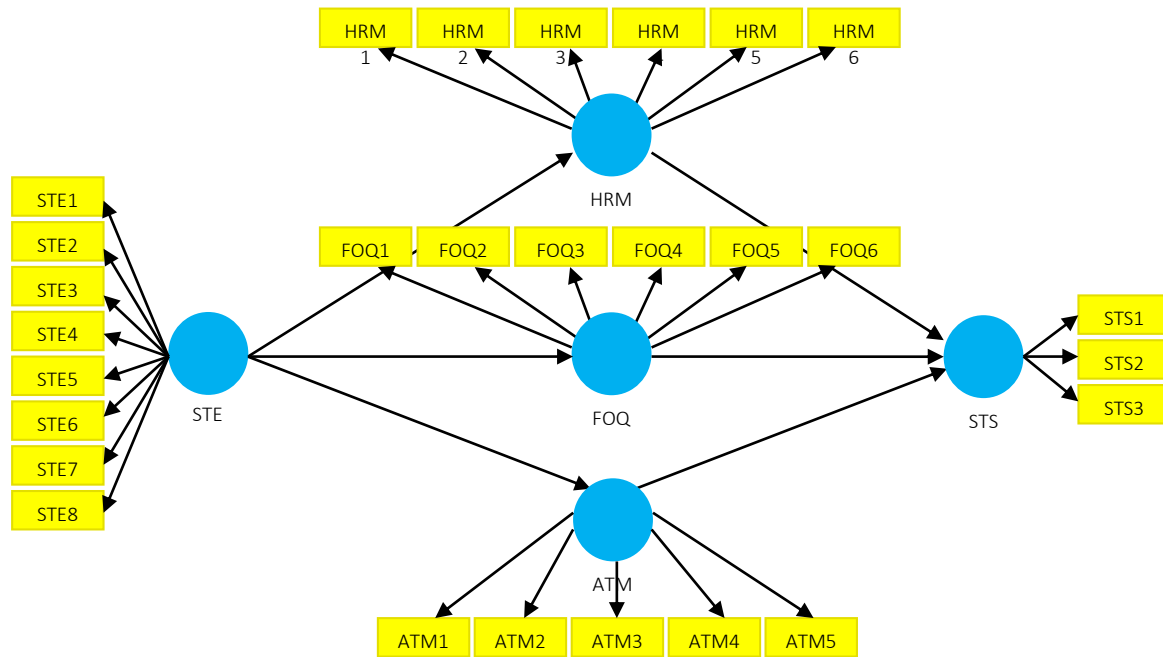 HRM
1
HRM
2
HRM
3
HRM
HRM
5
HRM
6
HRM
STE1
STE2
STE3
STE4
STE5
STE6
STE7
STE8
STE
FOQ1
FOQ2
FOQ3
FOQ4
FOQ5
FOQ6
FOQ
STS1
STS2
STS3
STS
ATM
ATM1
ATM2
ATM3
ATM4
ATM5